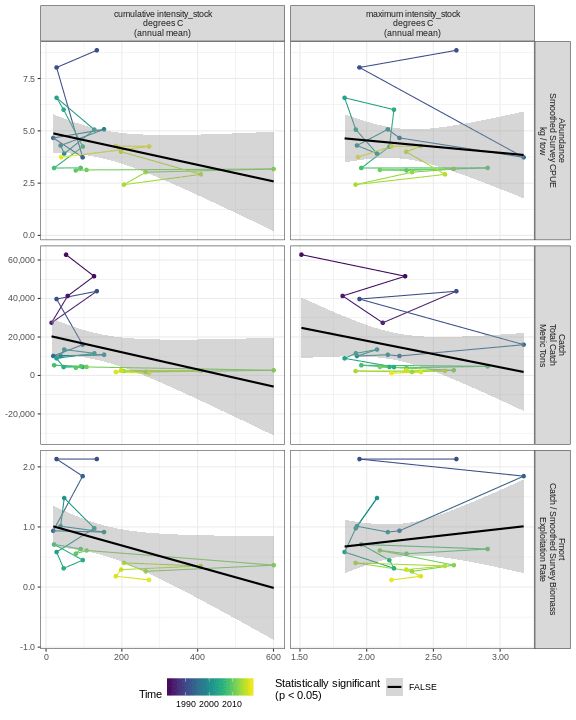 cumulative intensity_stock
degrees C
(annual mean)
maximum intensity_stock
degrees C
(annual mean)
7.5
5.0
2.5
0.0
Abundance
Smoothed Survey CPUE
kg / tow
60,000
40,000
20,000
0
-20,000
Catch
Total Catch
Metric Tons
2.0
1.0
0.0
-1.0
Fmort
Catch / Smoothed Survey Biomass
Exploitation Rate
0 200 400 600
1.50 2.00 2.50 3.00
Time
1990 2000 2010
Statistically significant
(p < 0.05)
FALSE